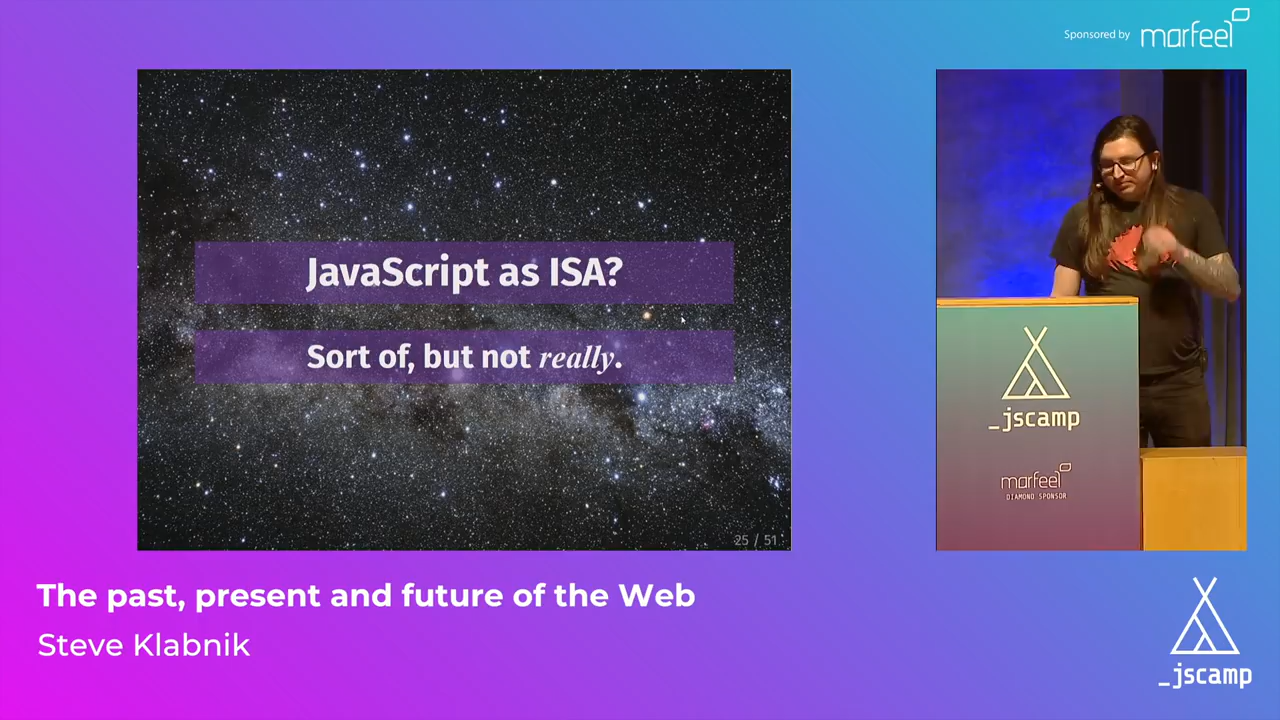 Sponsored by marfeel
JavaScript as ISA?
Sort of, but not really.
25 / 51
_jscamp
marfeel
DIAMOND SPONSOR
The past, present and future of the Web
Steve Klabnik
_jscamp